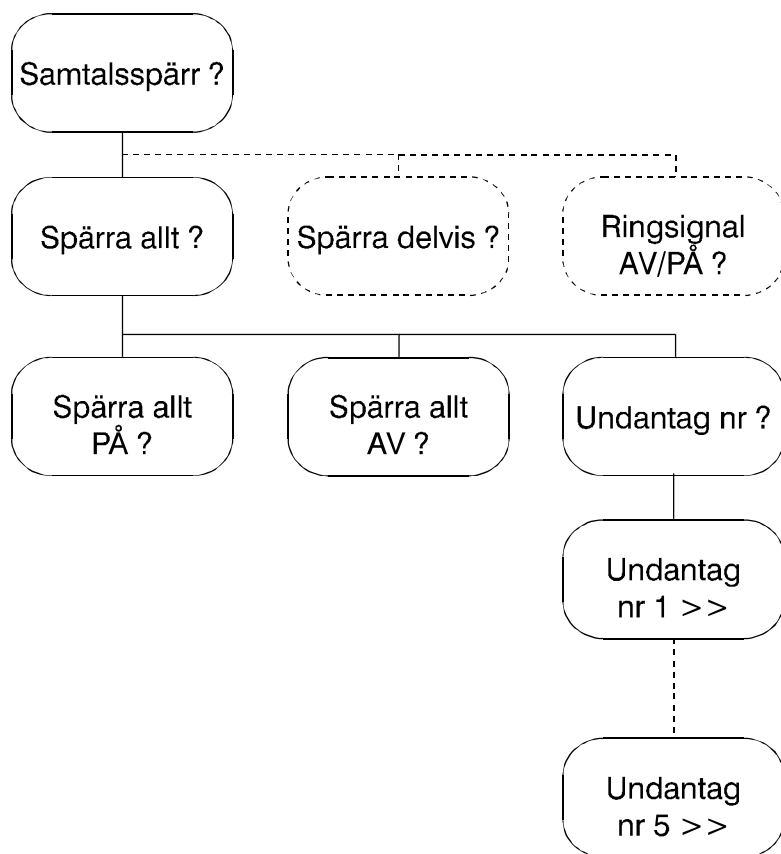 Samtalsspärr ?
Spärra allt ?
Spärra delvis ?
Ringsignal
AV/PÅ ?
Spärra allt
PÅ ?
Spärra allt
AV ?
Undantag nr ?
Undantag
nr 1 >>
Undantag
nr 5 >>